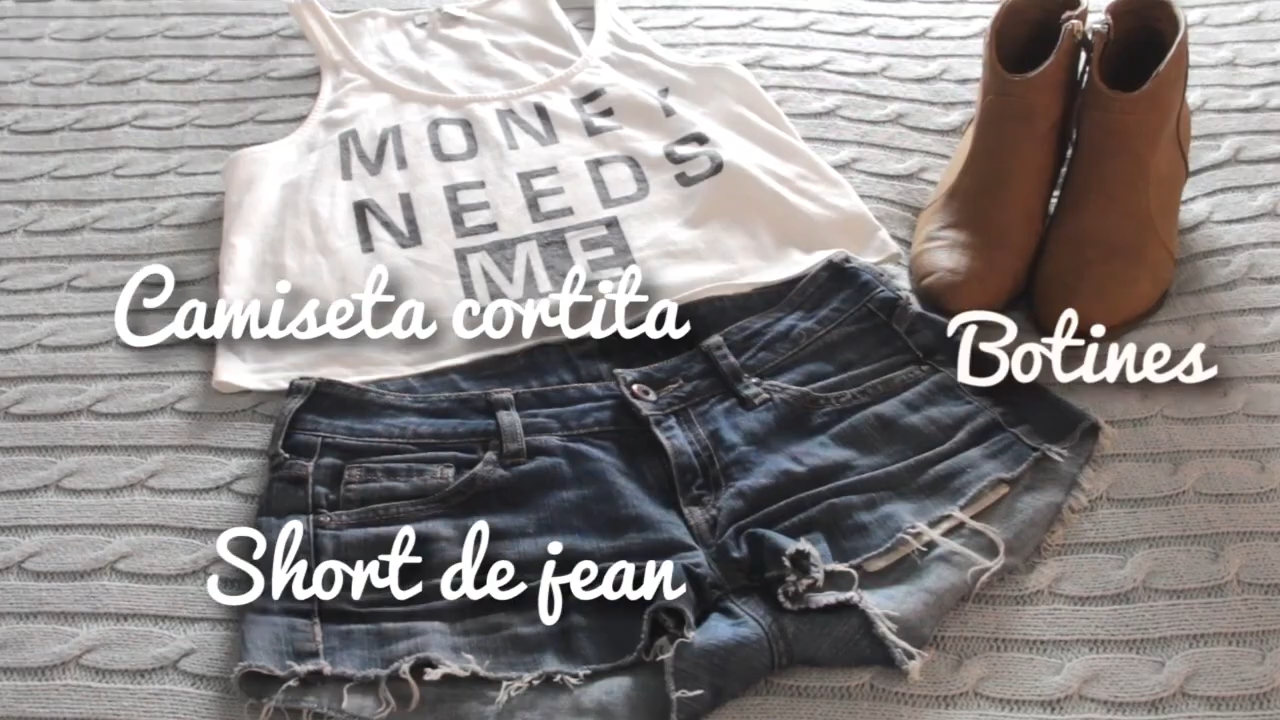 MONEY
NEEDS
ME
Camiseta cortita
Botines
Short de jean